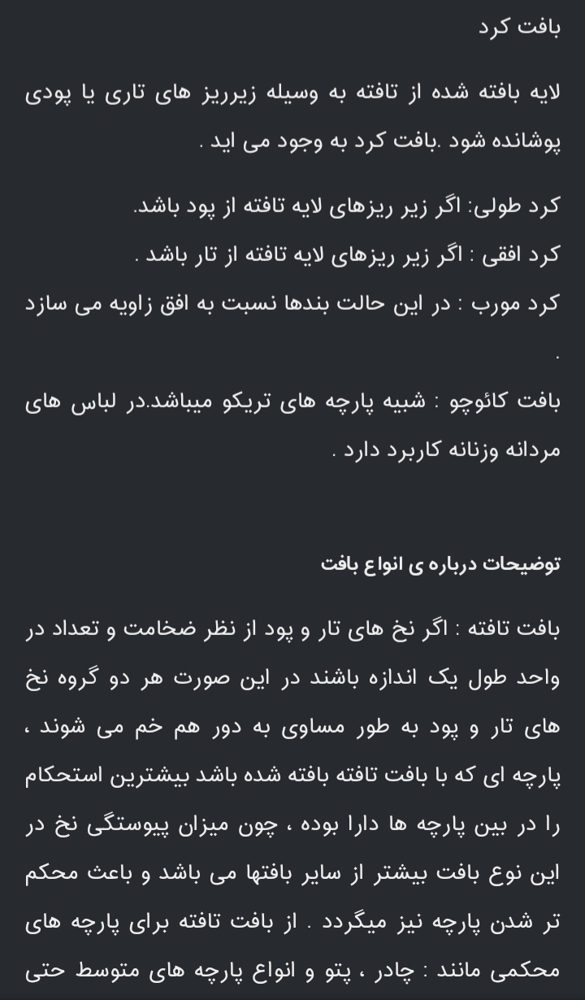 بافت کرد
لایه بافته شده از تافته به وسیله زیرریز های تاری یا پودی
پوشانده شود .بافت کرد به وجود می اید .
کرد طولی: اگر زیر ریزهای لایه تافته از پود باشد.
کرد افقی : اگر زیر ریزهای لایه تافته از تار باشد .
کرد مورب : در این حالت بندها نسبت به افق زاویه می سازد
.
بافت کائوچو : شبیه پارچه های تریکو میباشد.در لباس های
مردانه وزنانه کاربرد دارد .
توضیحات درباره ی انواع بافت
بافت تافته : اگر نخ های تار و پود از نظر ضخامت و تعداد در
واحد طول یک اندازه باشند در این صورت هر دو گروه نخ
های تار و پود به طور مساوی به دور هم خم می شوند ،
پارچه ای که با بافت تافته بافته شده باشد بیشترین استحکام
را در بین پارچه ها دارا بوده ، چون میزان پیوستگی نخ در
این نوع بافت بیشتر از سایر بافتها می باشد و باعث محکم
تر شدن پارچه نیز میگردد . از بافت تافته برای پارچه های
محکمی مانند : چادر ، پتو و انواع پارچه های متوسط حتی